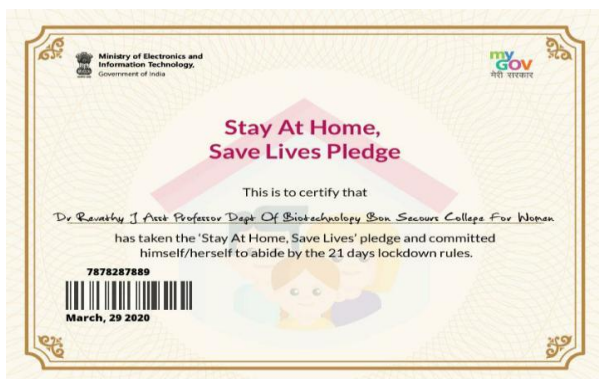 Ministry of Electronics and
Information Technology,
Government of India
my
GOV
मेरी सरकार
Stay At Home,
Save Lives Pledge
This is to certify that
Dr Revathy J Asst Professor Dept Of Biotechnology Bon Secours College For Women
has taken the 'Stay At Home, Save Lives' pledge and committed
himself/herself to abide by the 21 days lockdown rules.
7878287889
March, 29 2020